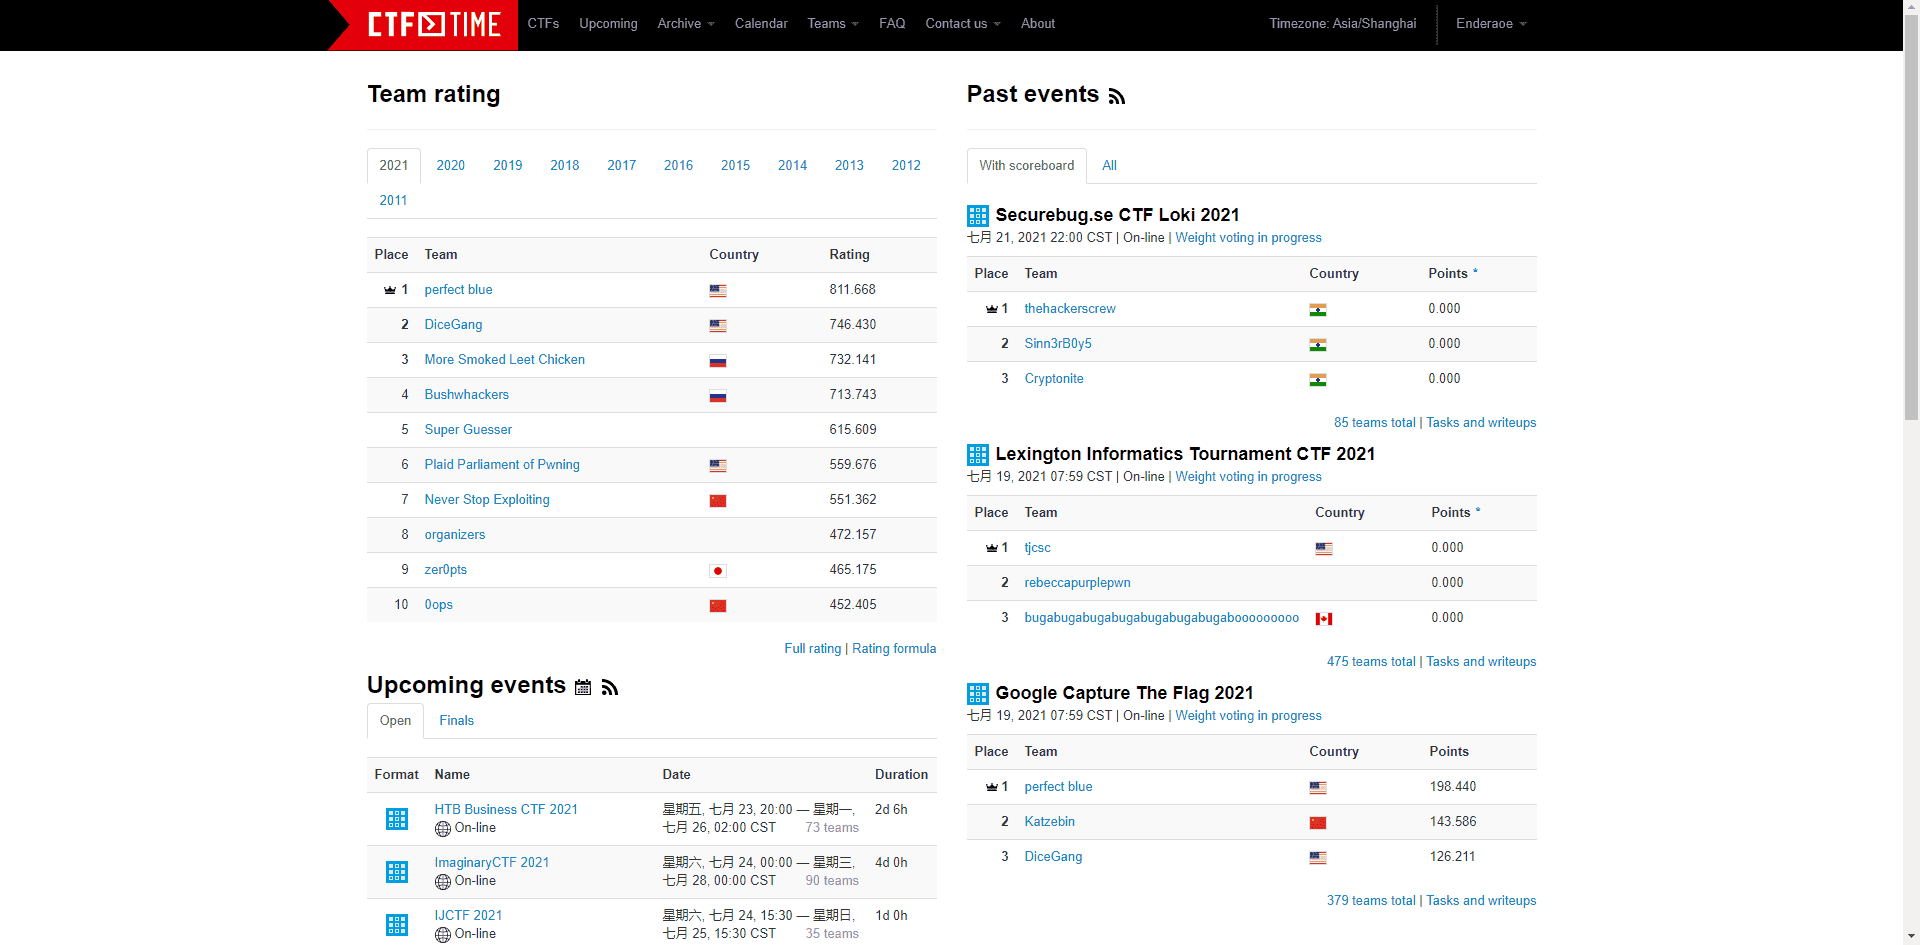 CTF TIME
CTFs Upcoming Archive Calendar Teams FAQ Contact us About Timezone: Asia/Shanghai Enderaoe
Team rating
2021 2020 2019 2018 2017 2016 2015 2014 2013 2012
2011
Place Team Country Rating
1 perfect blue 811.668
2 DiceGang 746.430
3 More Smoked Leet Chicken 732.141
4 Bushwhackers 713.743
5 Super Guesser 615.609
6 Plaid Parliament of Pwning 559.676
7 Never Stop Exploiting 551.362
8 organizers 472.157
9 zer0pts 465.175
10 0ops 452.405
Full rating | Rating formula
Upcoming events
Open Finals
Format Name Date Duration
HTB Business CTF 2021 星期五, 七月 23, 20:00 — 星期一, 2d 6h
On-line 七月 26, 02:00 CST 73 teams
ImaginaryCTF 2021 星期六, 七月 24, 00:00 — 星期三, 4d 0h
On-line 七月 28, 00:00 CST 90 teams
IJCTF 2021 星期六, 七月 24, 15:30 — 星期日, 1d 0h
On-line 七月 25, 15:30 CST 35 teams
Past events
With scoreboard All
Securebug.se CTF Loki 2021
七月 21, 2021 22:00 CST | On-line | Weight voting in progress
Place Team Country Points *
1 thehackerscrew 0.000
2 Sinn3rB0y5 0.000
3 Cryptonite 0.000
85 teams total | Tasks and writeups
Lexington Informatics Tournament CTF 2021
七月 19, 2021 07:59 CST | On-line | Weight voting in progress
Place Team Country Points *
1 tjcsc 0.000
2 rebeccapurplepwn 0.000
3 bugabugabugabugabugabugabugabooooooooo 0.000
475 teams total | Tasks and writeups
Google Capture The Flag 2021
七月 19, 2021 07:59 CST | On-line | Weight voting in progress
Place Team Country Points
1 perfect blue 198.440
2 Katzebin 143.586
3 DiceGang 126.211
379 teams total | Tasks and writeups